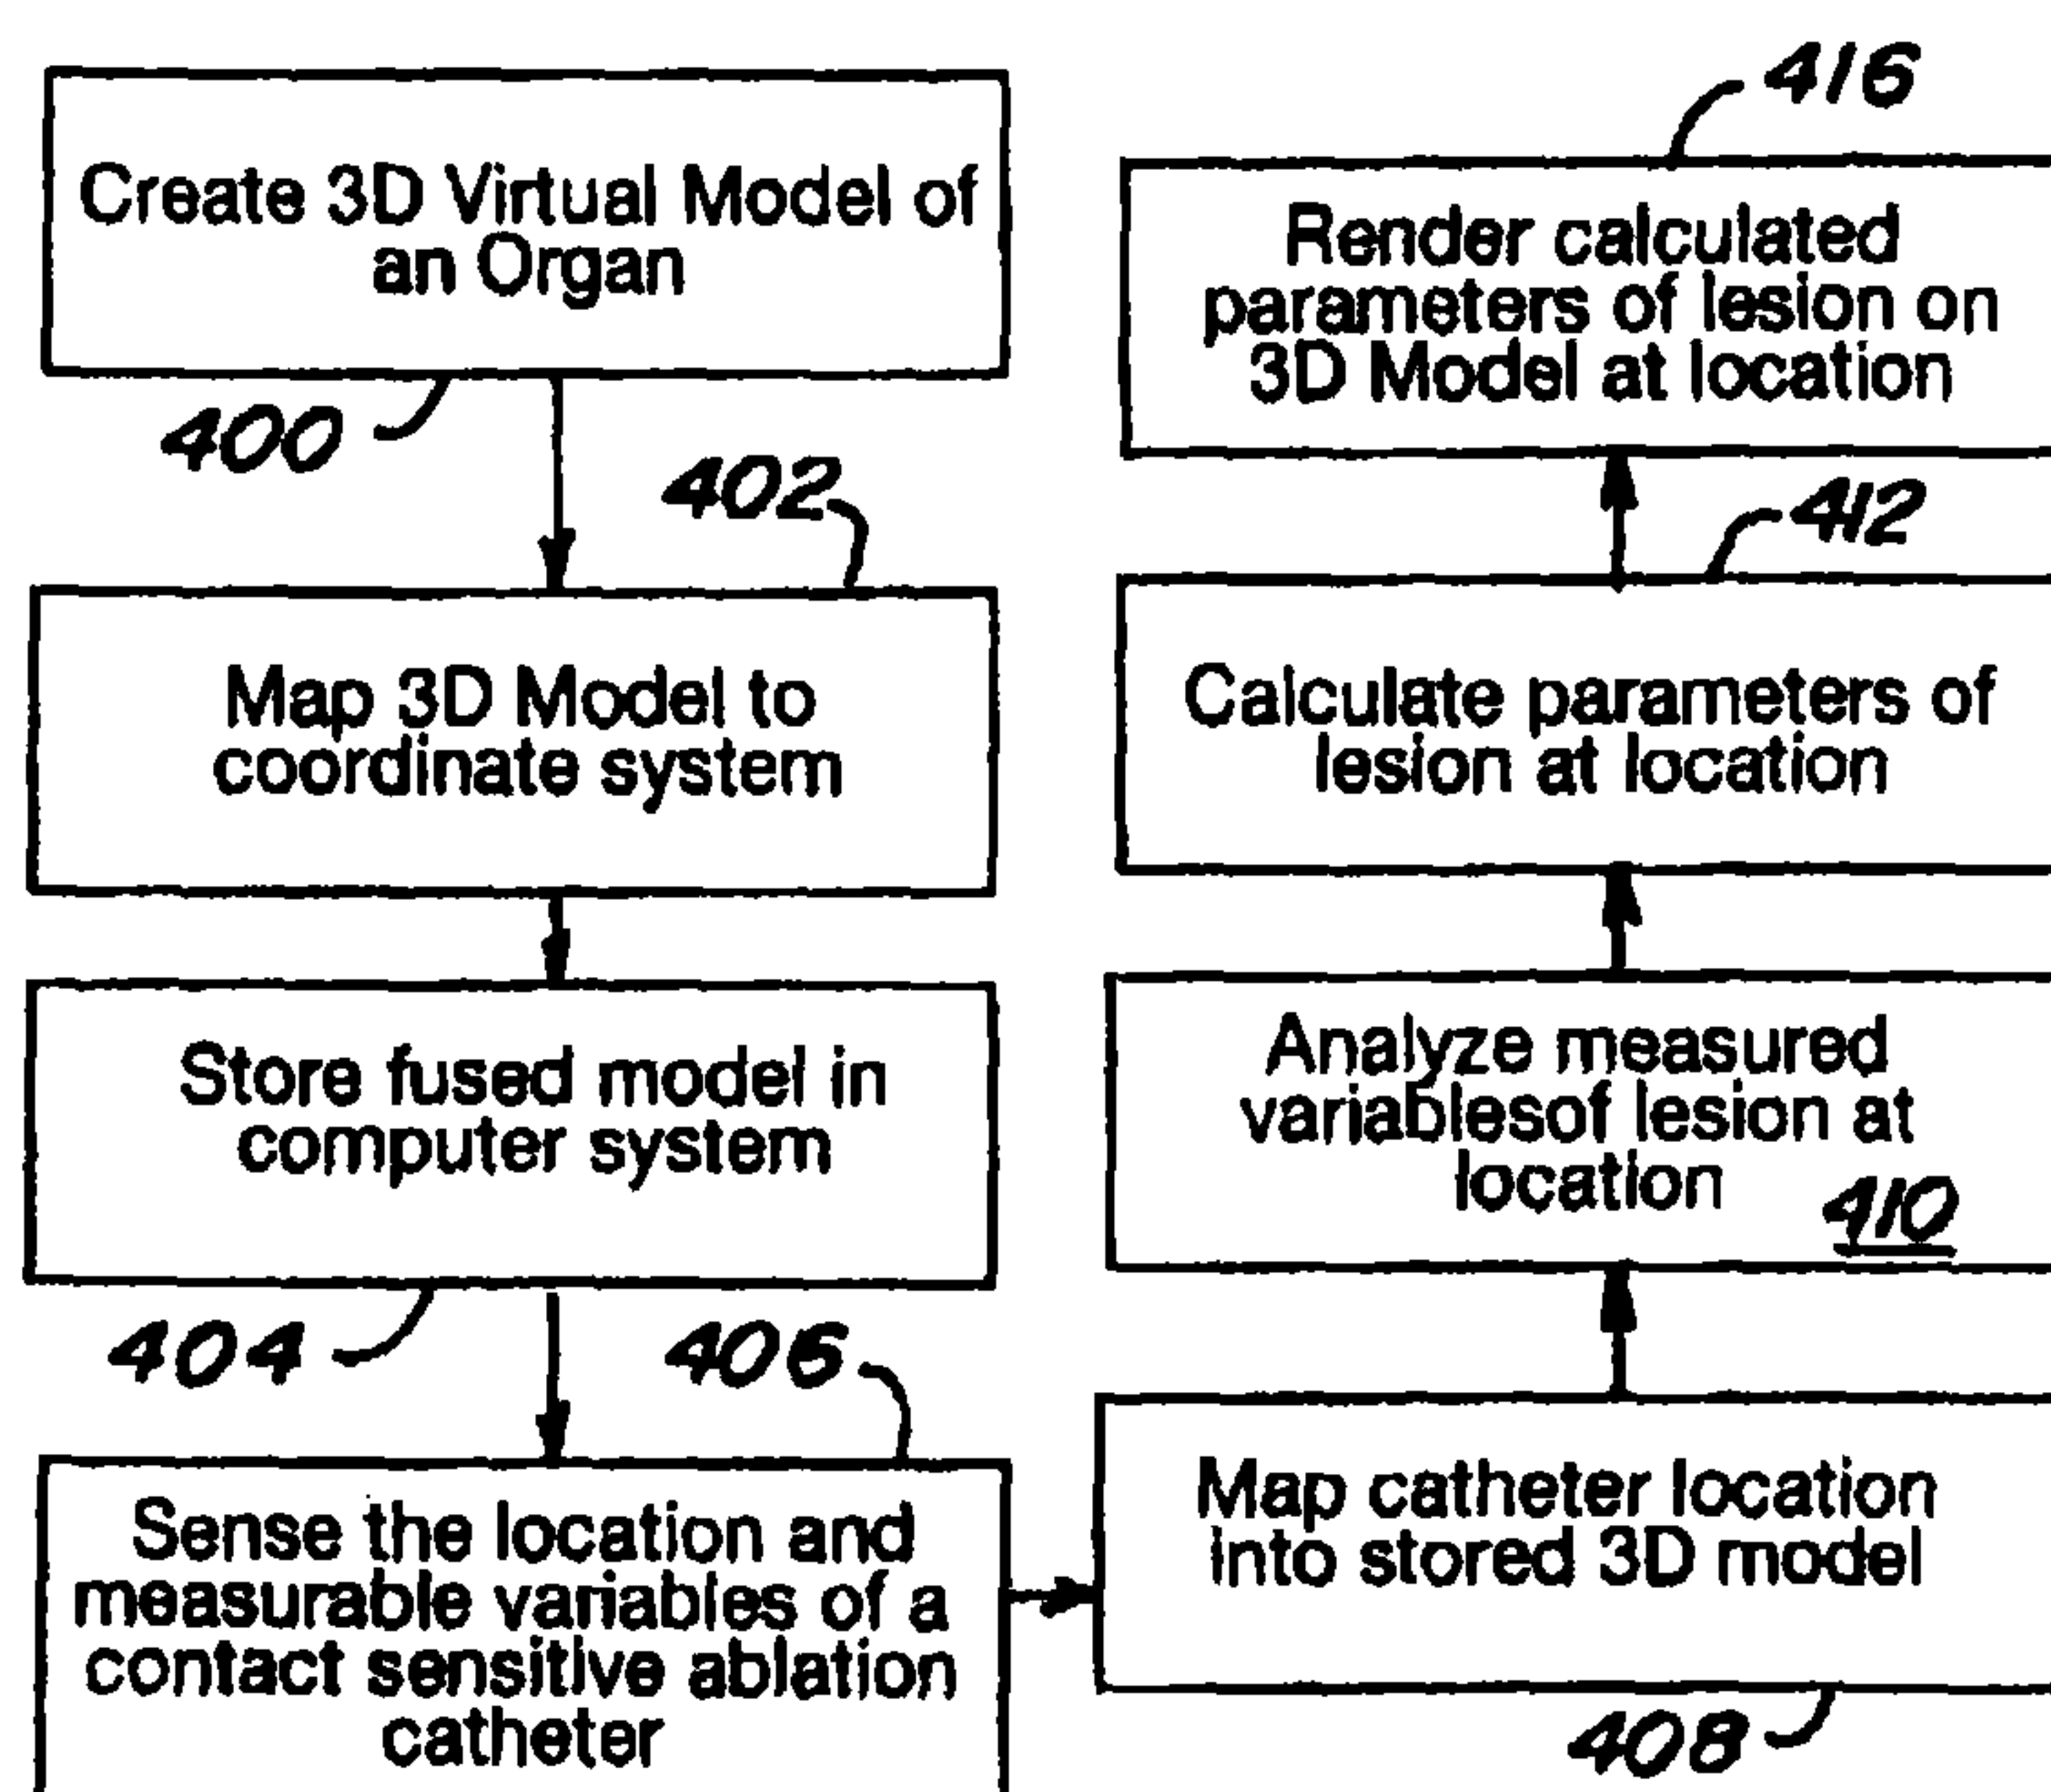 Create 3D Virtual Model of
an Organ
400
402
Map 3D Model to
coordinate system
Store fused model in
computer system
404
406
Sense the location and
measurable variables of a
contact sensitive ablation
catheter
Map catheter location
into stored 3D model
408
Analyze measured
variablesof lesion at
location
410
412
Calculate parameters of
lesion at location
416
Render calculated
parameters of lesion on
3D Model at location